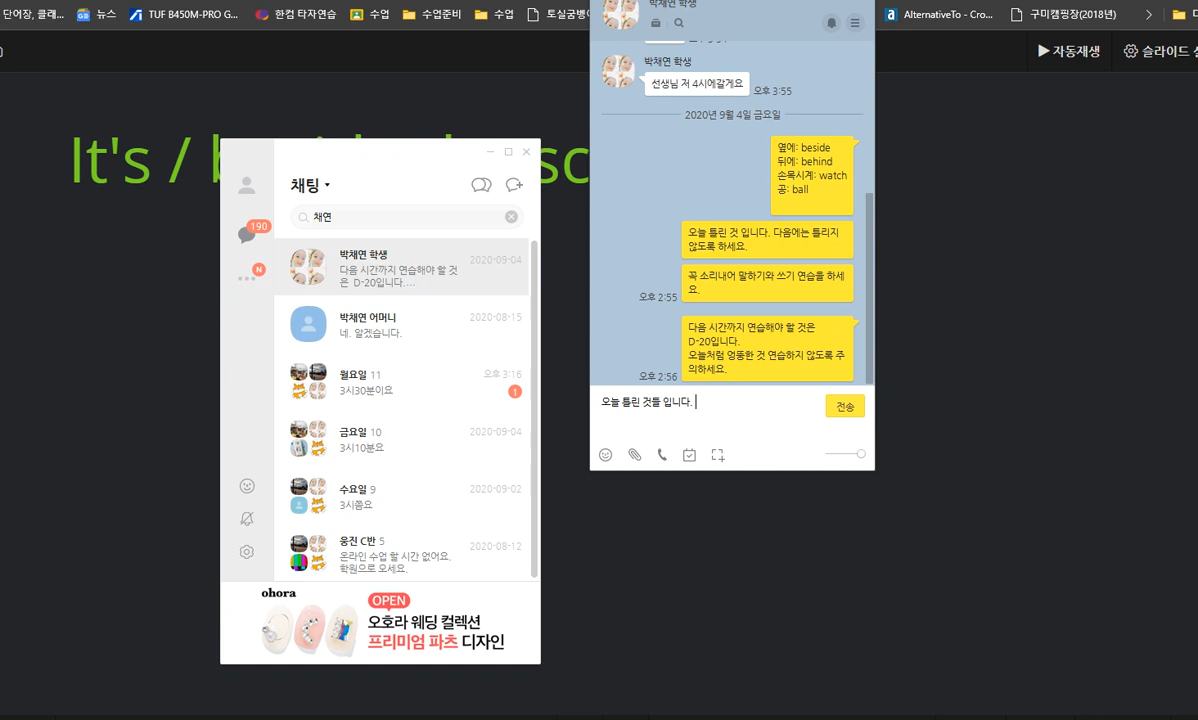 단어장, 클래...
뉴스
TUF B450M-PRO G...
한컴 타자연습
수업
수업준비
수업
토실굼벵
AlternativeTo - Cro...
구미캠핑장(2018년)
▶ 자동재생
슬라이드
It's /
채팅
채연
190
N
박채연 학생
2020-09-04
다음 시간까지 연습해야 할 것
은 D-20입니다....
박채연 어머니
2020-08-15
네. 알겠습니다.
월요일 11
오후 3:16
3시30분이요
1
금요일 10
2020-09-04
3시10분요
수요일 9
2020-09-02
3시쯤요
웅진 C반 5
2020-08-12
온라인 수업 할 시간 없어요.
학원으로 오세요.
ohora
OPEN
오호라 웨딩 컬렉션
프리미엄 파츠 디자인
박채연 학생
박채연 학생
선생님 저 4시에갈게요
오후 3:55
2020년 9월 4일 금요일
옆에: beside
뒤에: behind
손목시계: watch
공: ball
오늘 틀린 것 입니다. 다음에는 틀리지
않도록 하세요.
꼭 소리내어 말하기와 쓰기 연습을 하세
요.
오후 2:55
다음 시간까지 연습해야 할 것은
D-20입니다.
오늘처럼 엉뚱한 것 연습하지 않도록 주
의하세요.
오후 2:56
오늘 틀린 것들 입니다.
전송